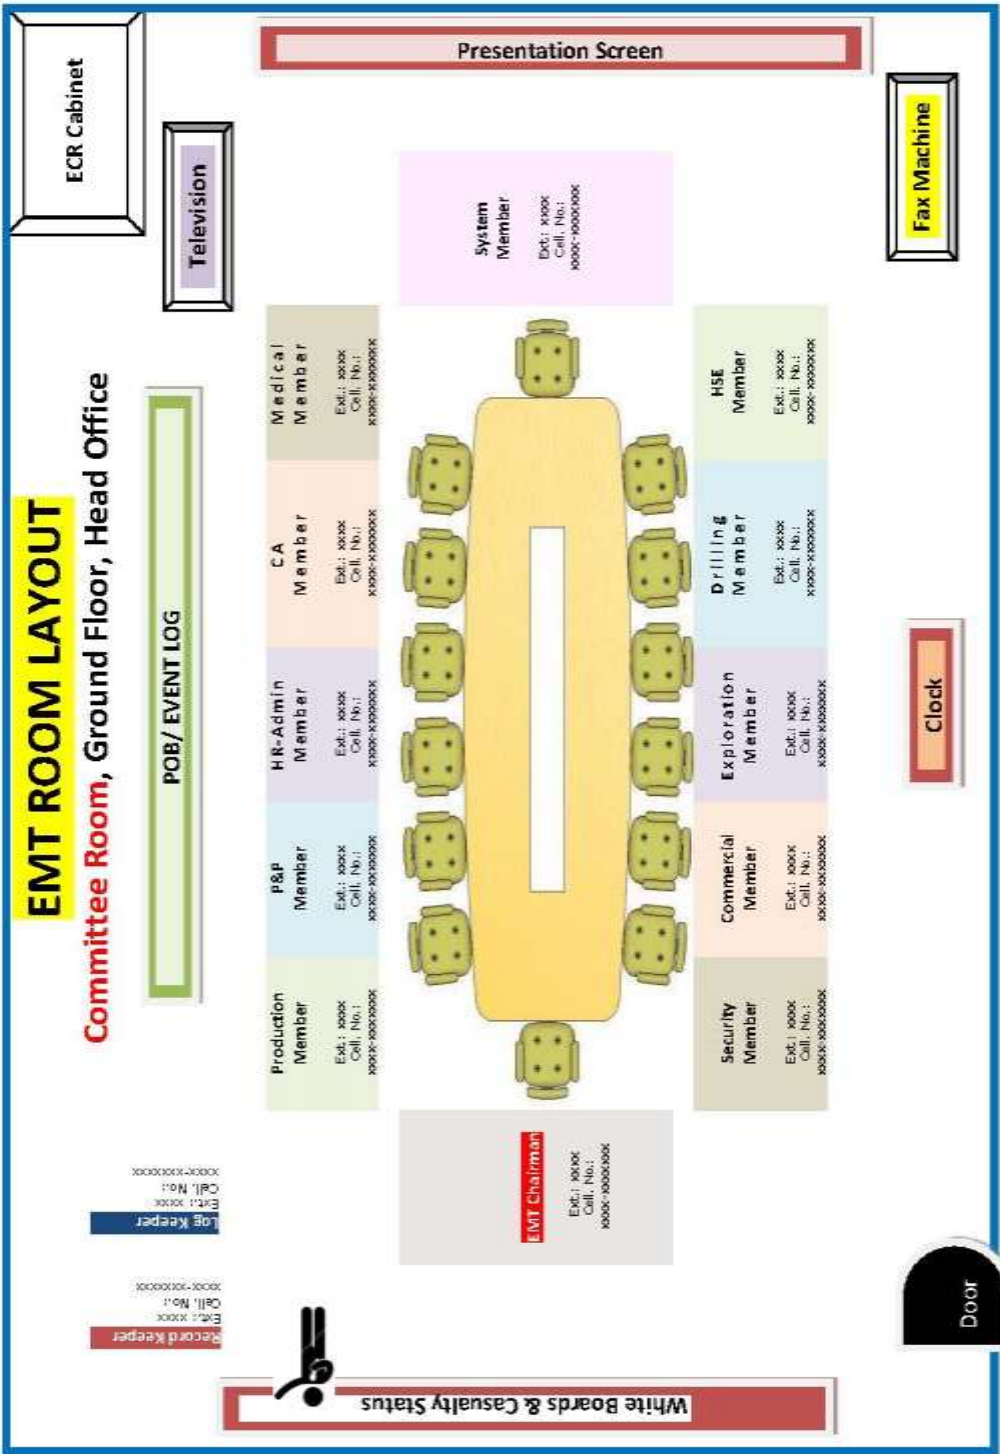 EMT ROOM LAYOUT
Committee Room, Ground Floor, Head Office
ECR Cabinet
Television
POB/ EVENT LOG
Presentation Screen
Fax Machine
Clock
Door
White Boards & Casualty Status
Record Keeper
Ext.: xxxx
Cell. No.:
xxxx-xxxxxxx
Log Keeper
Ext.: xxxx
Cell. No.:
xxxx-xxxxxxx
Production
Member
Ext.: xxxx
Cell. No.:
xxxx-xxxxxxx
P&P
Member
Ext.: xxxx
Cell. No.:
xxxx-xxxxxxx
HR-Admin
Member
Ext.: xxxx
Cell. No.:
xxxx-xxxxxxx
CA
Member
Ext.: xxxx
Cell. No.:
xxxx-xxxxxxx
Medical
Member
Ext.: xxxx
Cell. No.:
xxxx-xxxxxxx
EMT Chairman
Ext.: xxxx
Cell. No.:
xxxx-xxxxxxx
System
Member
Ext.: xxxx
Cell. No.:
xxxx-xxxxxxx
Security
Member
Ext.: xxxx
Cell. No.:
xxxx-xxxxxxx
Commercial
Member
Ext.: xxxx
Cell. No.:
xxxx-xxxxxxx
Exploration
Member
Ext.: xxxx
Cell. No.:
xxxx-xxxxxxx
Drilling
Member
Ext.: xxxx
Cell. No.:
xxxx-xxxxxxx
HSE
Member
Ext.: xxxx
Cell. No.:
xxxx-xxxxxxx